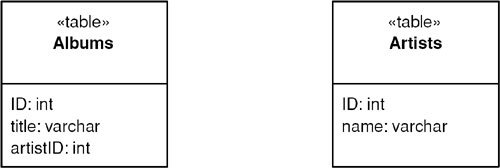 «table»
Albums
ID: int
title: varchar
artistID: int
«table»
Artists
ID: int
name: varchar